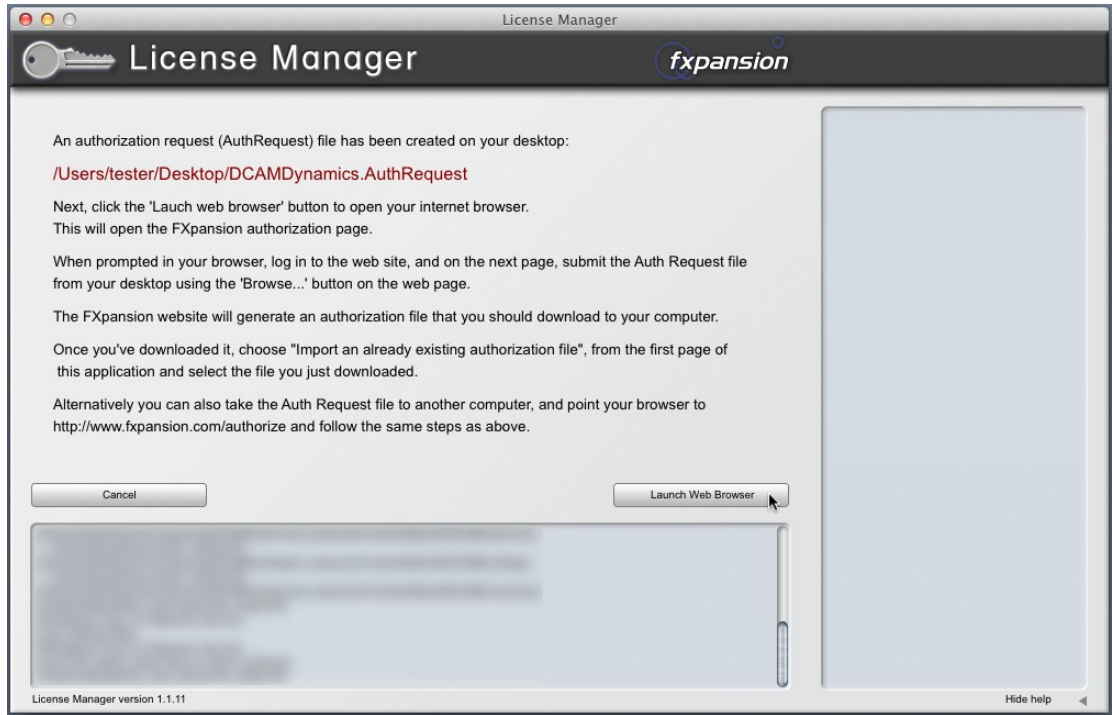 License Manager
License Manager
fxpansion
An authorization request (AuthRequest) file has been created on your desktop:
/Users/tester/Desktop/DCAMDynamics.AuthRequest
Next, click the 'Lauch web browser' button to open your internet browser.
This will open the FXpansion authorization page.
When prompted in your browser, log in to the web site, and on the next page, submit the Auth Request file
from your desktop using the 'Browse...' button on the web page.
The FXpansion website will generate an authorization file that you should download to your computer.
Once you've downloaded it, choose "Import an already existing authorization file", from the first page of
this application and select the file you just downloaded.
Alternatively you can also take the Auth Request file to another computer, and point your browser to
http://www.fxpansion.com/authorize and follow the same steps as above.
Cancel
Launch Web Browser
License Manager version 1.1.11
Hide help